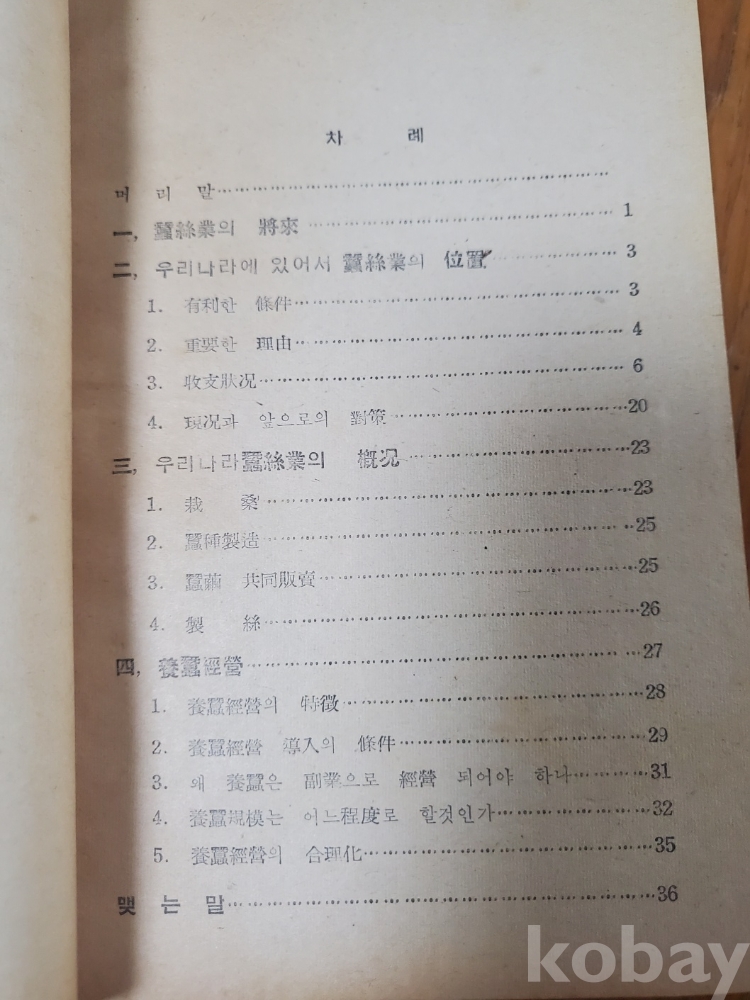 차 례
머 리 말
一, 蠶絲業의 將來 1
二, 우리나라에 있어서 蠶絲業의 位置 3
1. 有利한 條件 3
2. 重要한 理由 4
3. 收支狀况 6
4. 現况과 앞으로의 對策 20
三, 우리나라蠶絲業의 概况 23
1. 栽 桑 23
2. 蠶種製造 25
3. 蠶繭 共同販賣 25
4. 製 絲 26
四, 養蠶經營 27
1. 養蠶經營의 特徵 28
2. 養蠶經營 導入의 條件 29
3. 왜 養蠶은 副業으로 經營 되어야 하나 31
4. 養蠶規模는 어느程度로 할것인가 32
5. 養蠶經營의 合理化 35
맺 는 말 36
kobay